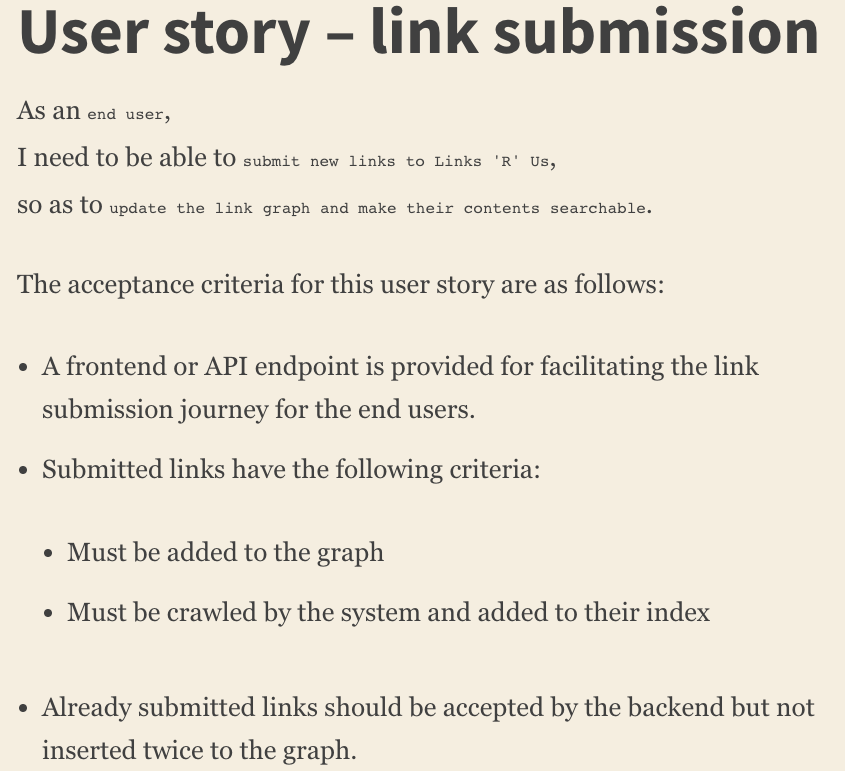 User story – link submission
As an end user,
I need to be able to submit new links to Links 'R' Us,
so as to update the link graph and make their contents searchable.
The acceptance criteria for this user story are as follows:
• A frontend or API endpoint is provided for facilitating the link
submission journey for the end users.
• Submitted links have the following criteria:
• Must be added to the graph
• Must be crawled by the system and added to their index
• Already submitted links should be accepted by the backend but not
inserted twice to the graph.